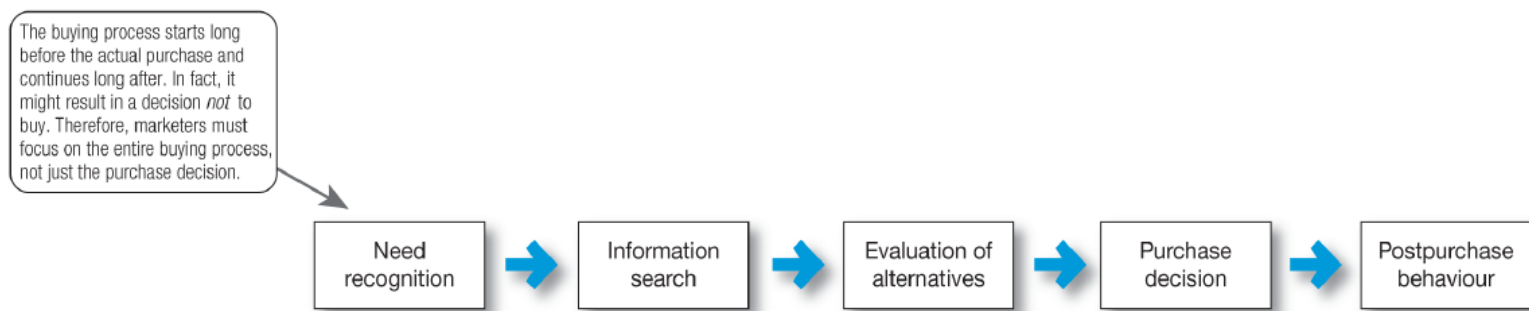 The buying process starts long
before the actual purchase and
continues long after. In fact, it
might result in a decision not to
buy. Therefore, marketers must
focus on the entire buying process,
not just the purchase decision.
Need
recognition
Information
search
Evaluation of
alternatives
Purchase
decision
Postpurchase
behaviour